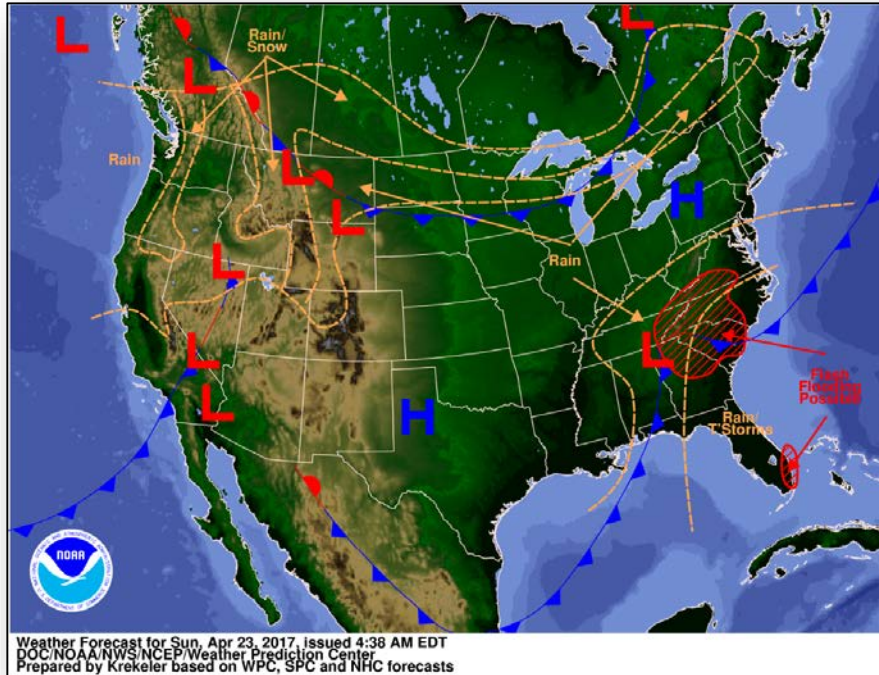 L
L
Rain/
Snow
L
Rain
L
L
H
Rain
L
L
L
L
H
Flash
Flooding
Possible
Rain/
T'Storms
NOAA
Weather Forecast for Sun, Apr 23, 2017, issued 4:38 AM EDT
DOC/NOAA/NWS/NCEP/Weather Prediction Center
Prepared by Krekeler based on WPC, SPC and NHC forecasts